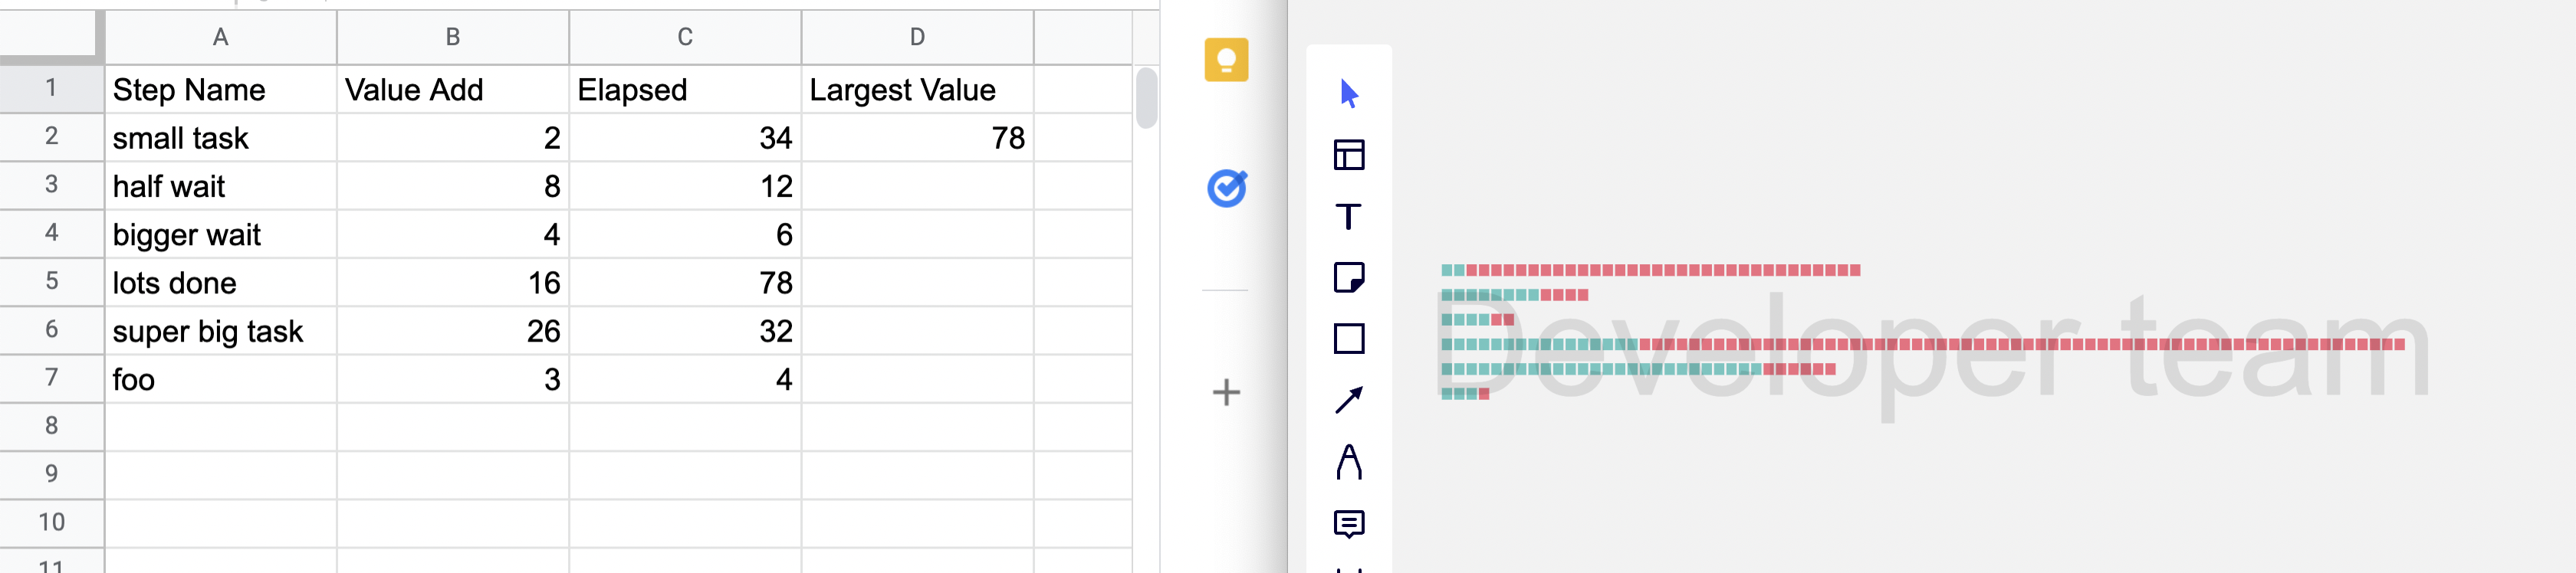 A B C D
1 Step Name Value Add Elapsed Largest Value
2 small task 2 34 78
3 half wait 8 12
4 bigger wait 4 6
5 lots done 16 78
6 super big task 26 32
7 foo 3 4
8
9
10
11
T
Developer team